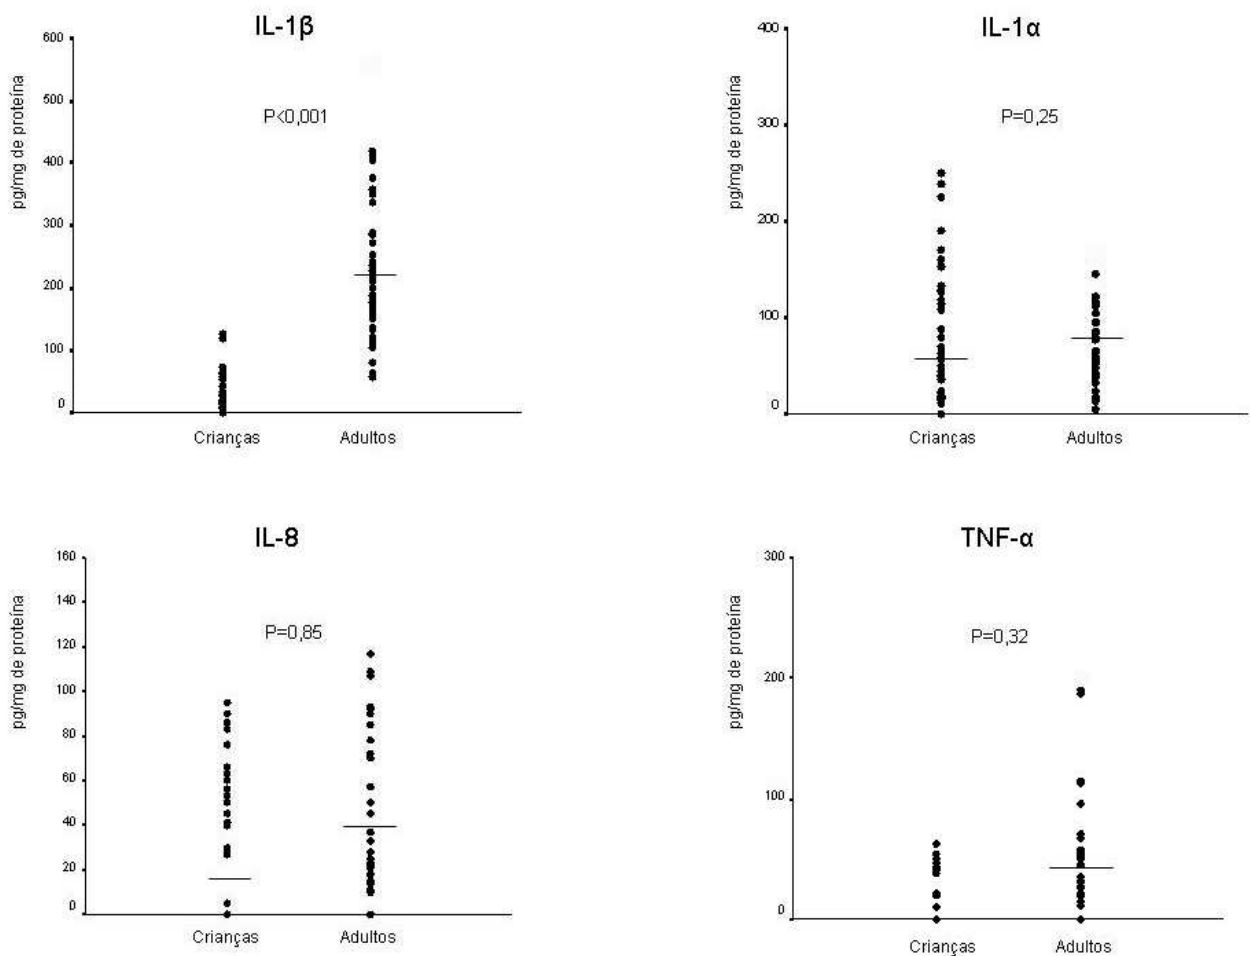 IL-1β
600
500
400
300
200
100
0
pg/mg de proteína
P<0,001
Crianças
Adultos
IL-1α
400
300
200
100
0
pg/mg de proteína
P=0,25
Crianças
Adultos
IL-8
160
140
120
100
80
60
40
20
0
pg/mg de proteína
P=0,85
Crianças
Adultos
TNF-α
300
200
100
0
pg/mg de proteína
P=0,32
Crianças
Adultos